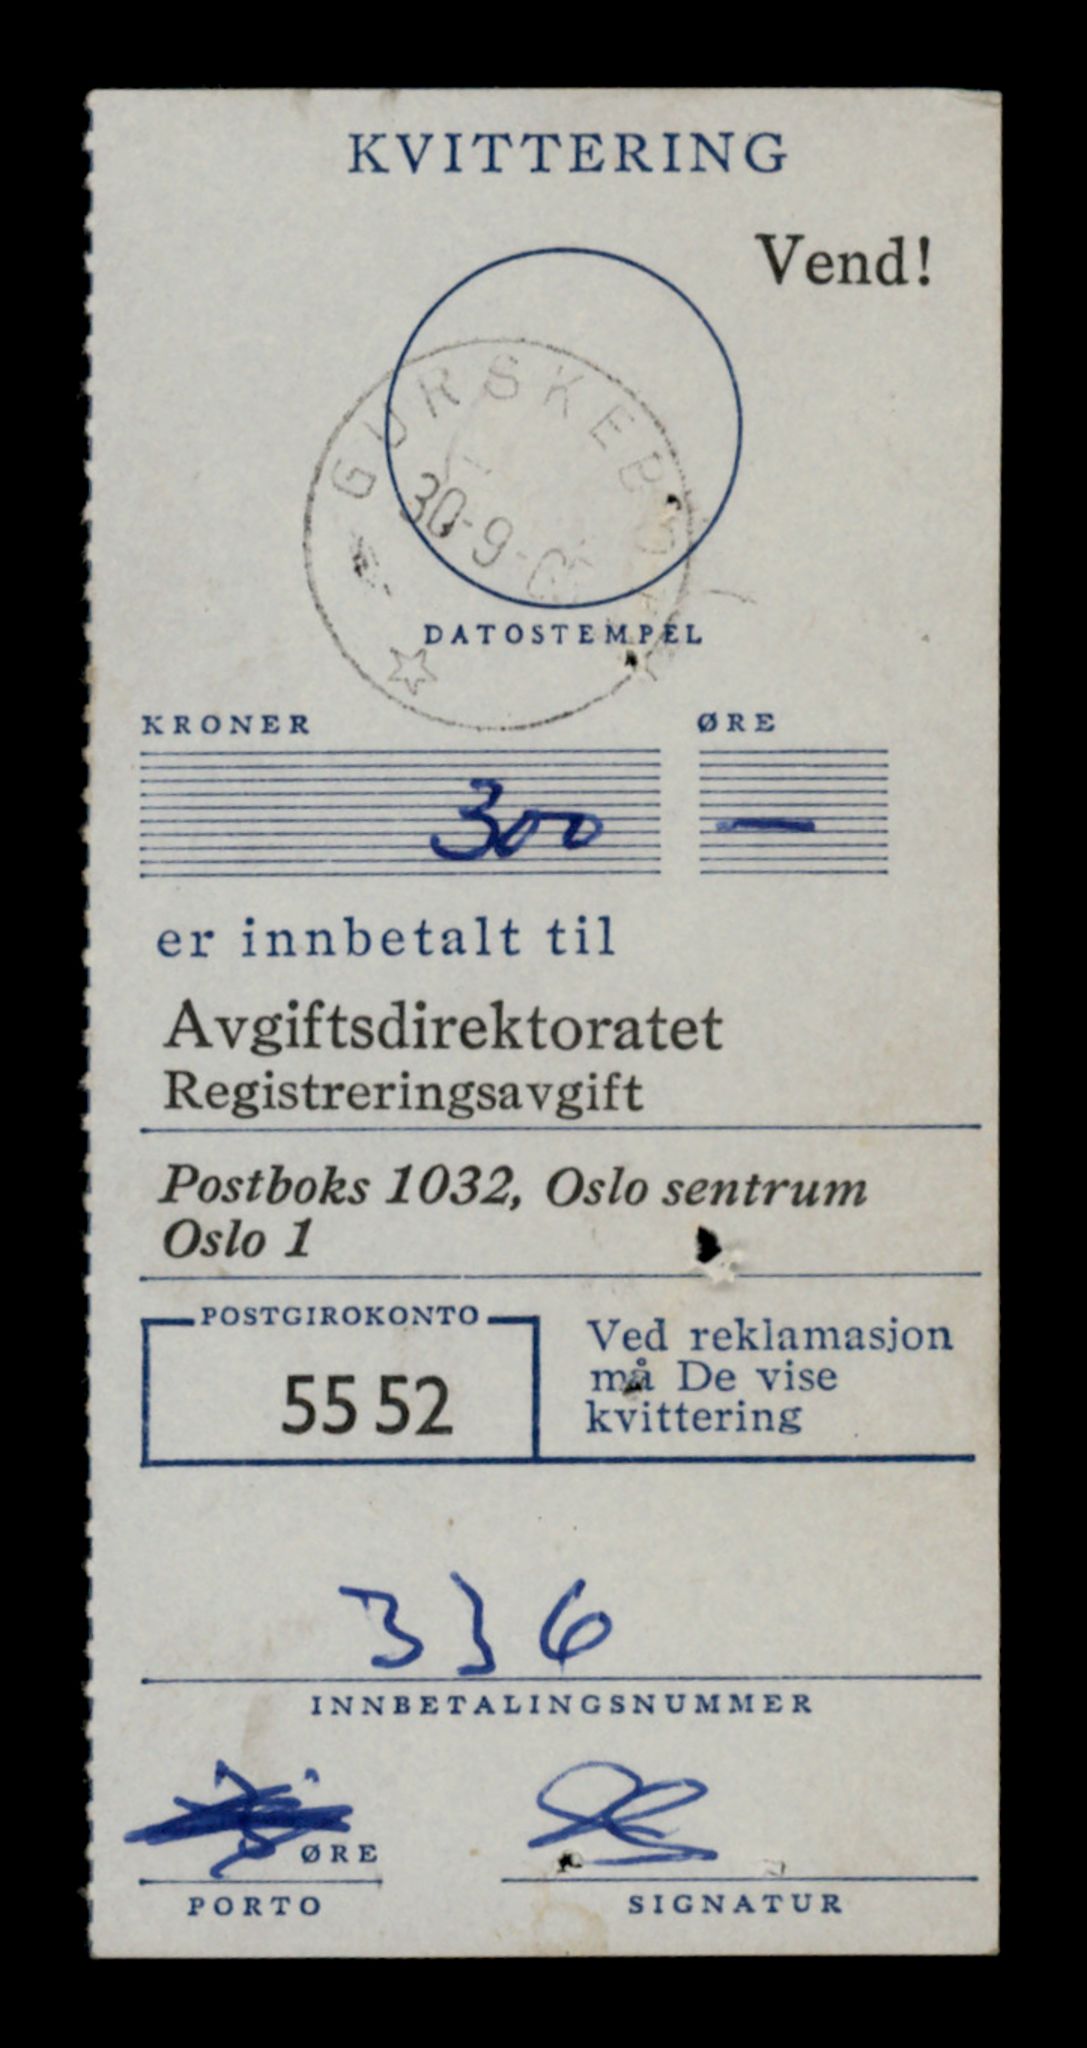 KVITTERING
Vend!
GURSKEBO
30-9-
DATOSTEMPEL
KRONER
ØRE
300
—
er innbetalt til
Avgiftsdirektoratet
Registreringsavgift
Postboks 1032, Oslo sentrum
Oslo 1
POSTGIROKONTO
55 52
Ved reklamasjon
må De vise
kvittering
336
INNBETALINGSNUMMER
ØRE
PORTO
SIGNATUR